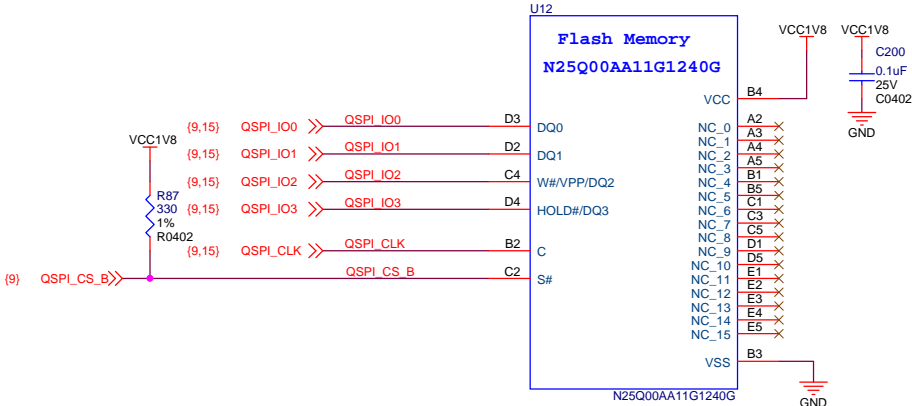 U12
Flash Memory
N25Q00AA11G1240G
VCC1V8
VCC1V8
C200
0.1uF
25V
C0402
GND
VCC B4
{9,15} QSPI_IO0 QSPI_IO0 D3 DQ0
{9,15} QSPI_IO1 QSPI_IO1 D2 DQ1
{9,15} QSPI_IO2 QSPI_IO2 C4 W#/VPP/DQ2
{9,15} QSPI_IO3 QSPI_IO3 D4 HOLD#/DQ3
{9,15} QSPI_CLK QSPI_CLK B2 C
{9} QSPI_CS_B QSPI_CS_B C2 S#
VCC1V8
R87
330
1%
R0402
NC_0 A2
NC_1 A3
NC_2 A4
NC_3 A5
NC_4 B1
NC_5 B5
NC_6 C1
NC_7 C3
NC_8 C5
NC_9 D1
NC_10 D5
NC_11 E1
NC_12 E2
NC_13 E3
NC_14 E4
NC_15 E5
VSS B3
N25Q00AA11G1240G
GND